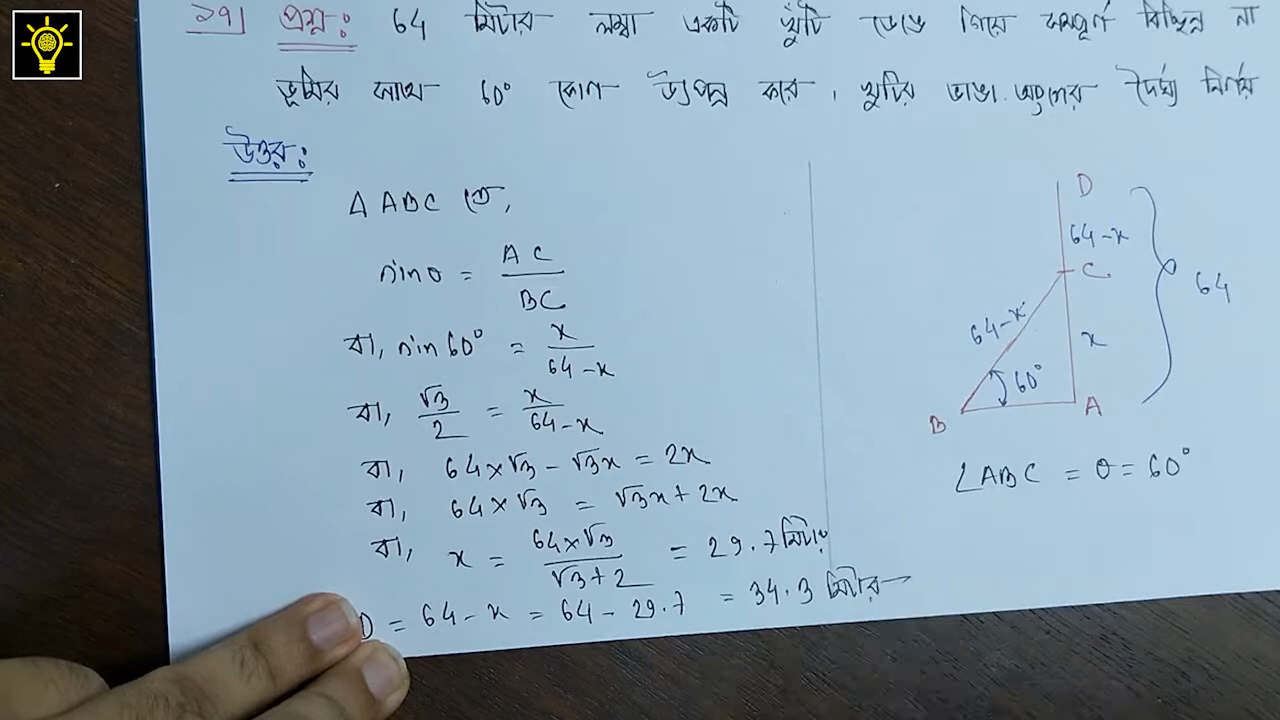 ২৭। প্রশ্ন: 64 মিটার লম্বা একটি খুঁটি ভেঙে গিয়ে সম্পূর্ণ বিচ্ছিন্ন না
ভূমির সাথে 60° কোণ উৎপন্ন করে। খুটির ভাঙা অংশের দৈর্ঘ্য নির্ণয়
উত্তর:
Δ ABC এ,
sinθ = AC/BC
বা, sin 60° = x/64-x
বা, √3/2 = x/64-x
বা, 64×√3 - √3x = 2x
বা, 64×√3 = √3x + 2x
বা, x = 64×√3/√3+2 = 29.7 মিটার
D = 64-x = 64 - 29.7 = 34.3 মিটার
D
64-x
C
64
64-x
x
60°
B
A
∠ABC = θ = 60°